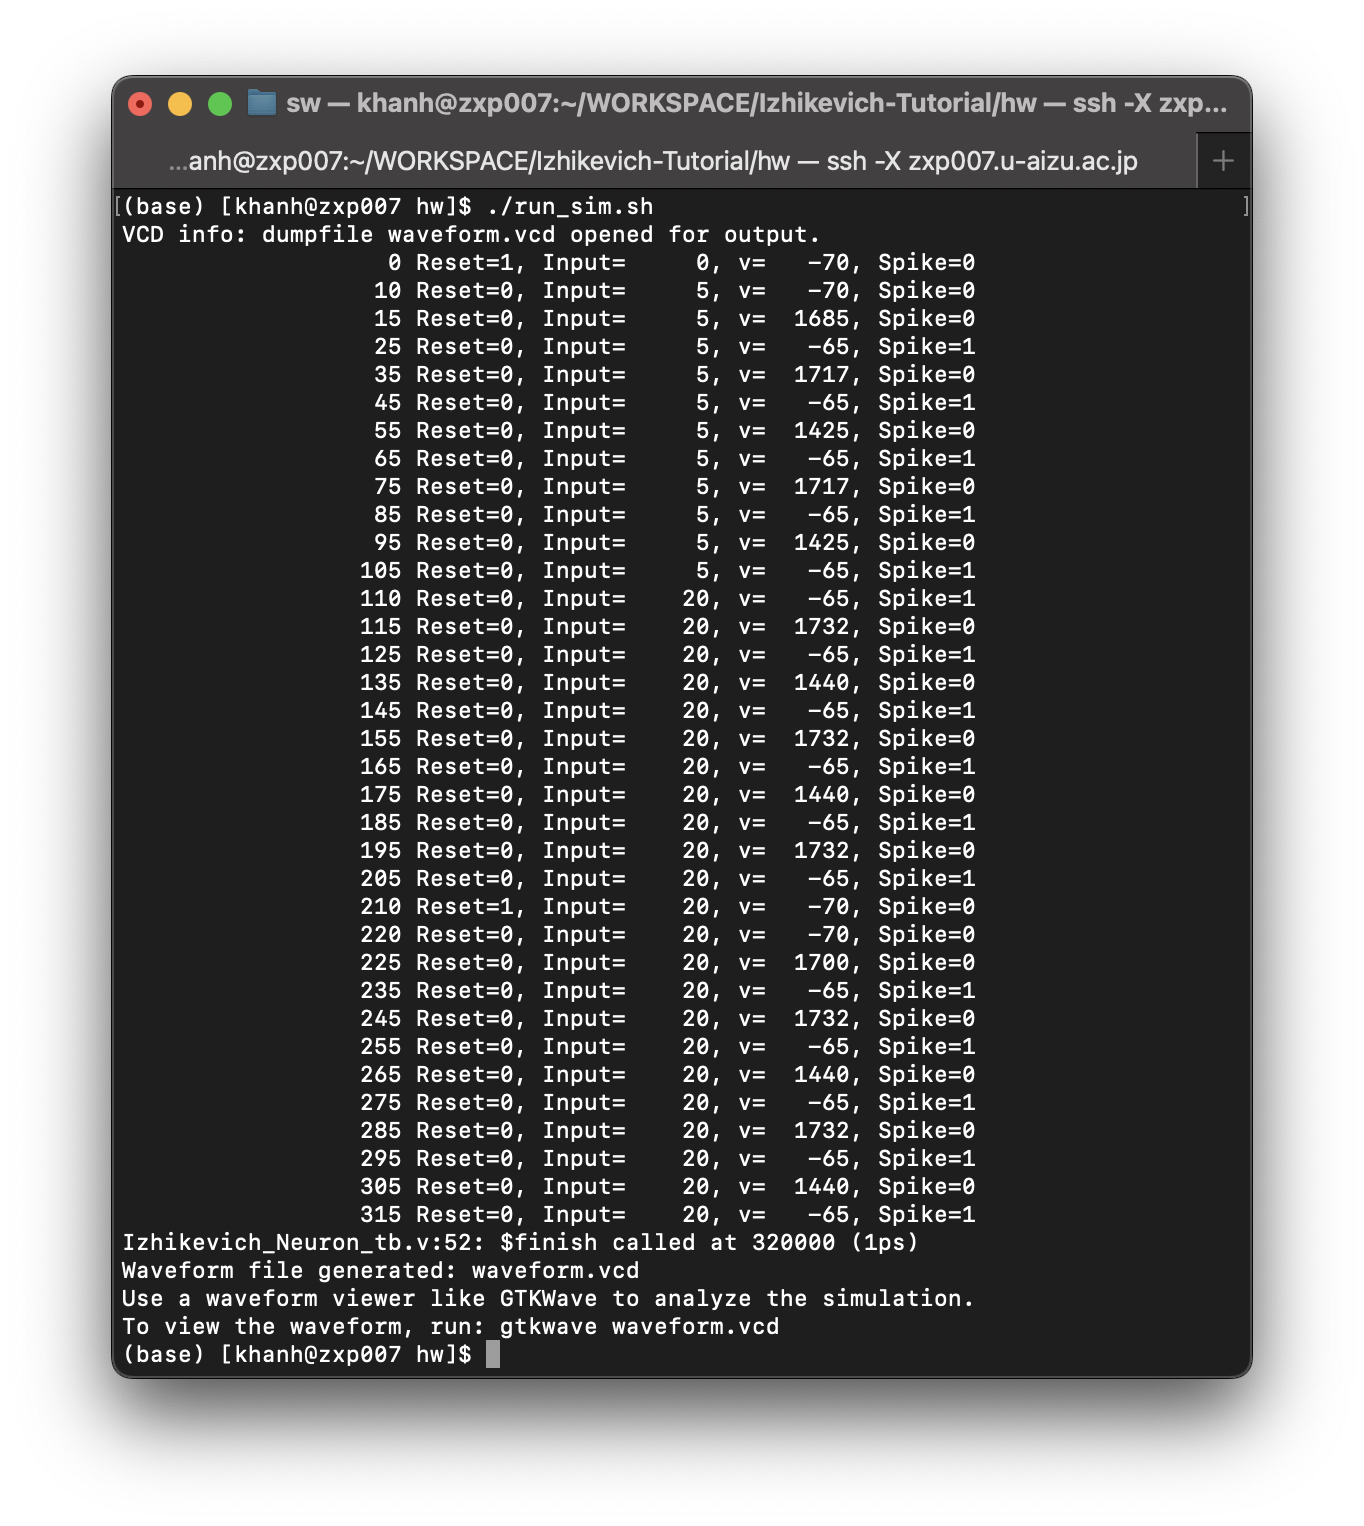 sw — khanh@zxp007:~/WORKSPACE/Izhikevich-Tutorial/hw — ssh -X zxp...
...anh@zxp007:~/WORKSPACE/Izhikevich-Tutorial/hw — ssh -X zxp007.u-aizu.ac.jp +
[(base) [khanh@zxp007 hw]$ ./run_sim.sh ]
VCD info: dumpfile waveform.vcd opened for output.
0 Reset=1, Input=     0, v=   -70, Spike=0
10 Reset=0, Input=     5, v=   -70, Spike=0
15 Reset=0, Input=     5, v=  1685, Spike=0
25 Reset=0, Input=     5, v=   -65, Spike=1
35 Reset=0, Input=     5, v=  1717, Spike=0
45 Reset=0, Input=     5, v=   -65, Spike=1
55 Reset=0, Input=     5, v=  1425, Spike=0
65 Reset=0, Input=     5, v=   -65, Spike=1
75 Reset=0, Input=     5, v=  1717, Spike=0
85 Reset=0, Input=     5, v=   -65, Spike=1
95 Reset=0, Input=     5, v=  1425, Spike=0
105 Reset=0, Input=     5, v=   -65, Spike=1
110 Reset=0, Input=    20, v=   -65, Spike=1
115 Reset=0, Input=    20, v=  1732, Spike=0
125 Reset=0, Input=    20, v=   -65, Spike=1
135 Reset=0, Input=    20, v=  1440, Spike=0
145 Reset=0, Input=    20, v=   -65, Spike=1
155 Reset=0, Input=    20, v=  1732, Spike=0
165 Reset=0, Input=    20, v=   -65, Spike=1
175 Reset=0, Input=    20, v=  1440, Spike=0
185 Reset=0, Input=    20, v=   -65, Spike=1
195 Reset=0, Input=    20, v=  1732, Spike=0
205 Reset=0, Input=    20, v=   -65, Spike=1
210 Reset=1, Input=    20, v=   -70, Spike=0
220 Reset=0, Input=    20, v=   -70, Spike=0
225 Reset=0, Input=    20, v=  1700, Spike=0
235 Reset=0, Input=    20, v=   -65, Spike=1
245 Reset=0, Input=    20, v=  1732, Spike=0
255 Reset=0, Input=    20, v=   -65, Spike=1
265 Reset=0, Input=    20, v=  1440, Spike=0
275 Reset=0, Input=    20, v=   -65, Spike=1
285 Reset=0, Input=    20, v=  1732, Spike=0
295 Reset=0, Input=    20, v=   -65, Spike=1
305 Reset=0, Input=    20, v=  1440, Spike=0
315 Reset=0, Input=    20, v=   -65, Spike=1
Izhikevich_Neuron_tb.v:52: $finish called at 320000 (1ps)
Waveform file generated: waveform.vcd
Use a waveform viewer like GTKWave to analyze the simulation.
To view the waveform, run: gtkwave waveform.vcd
(base) [khanh@zxp007 hw]$